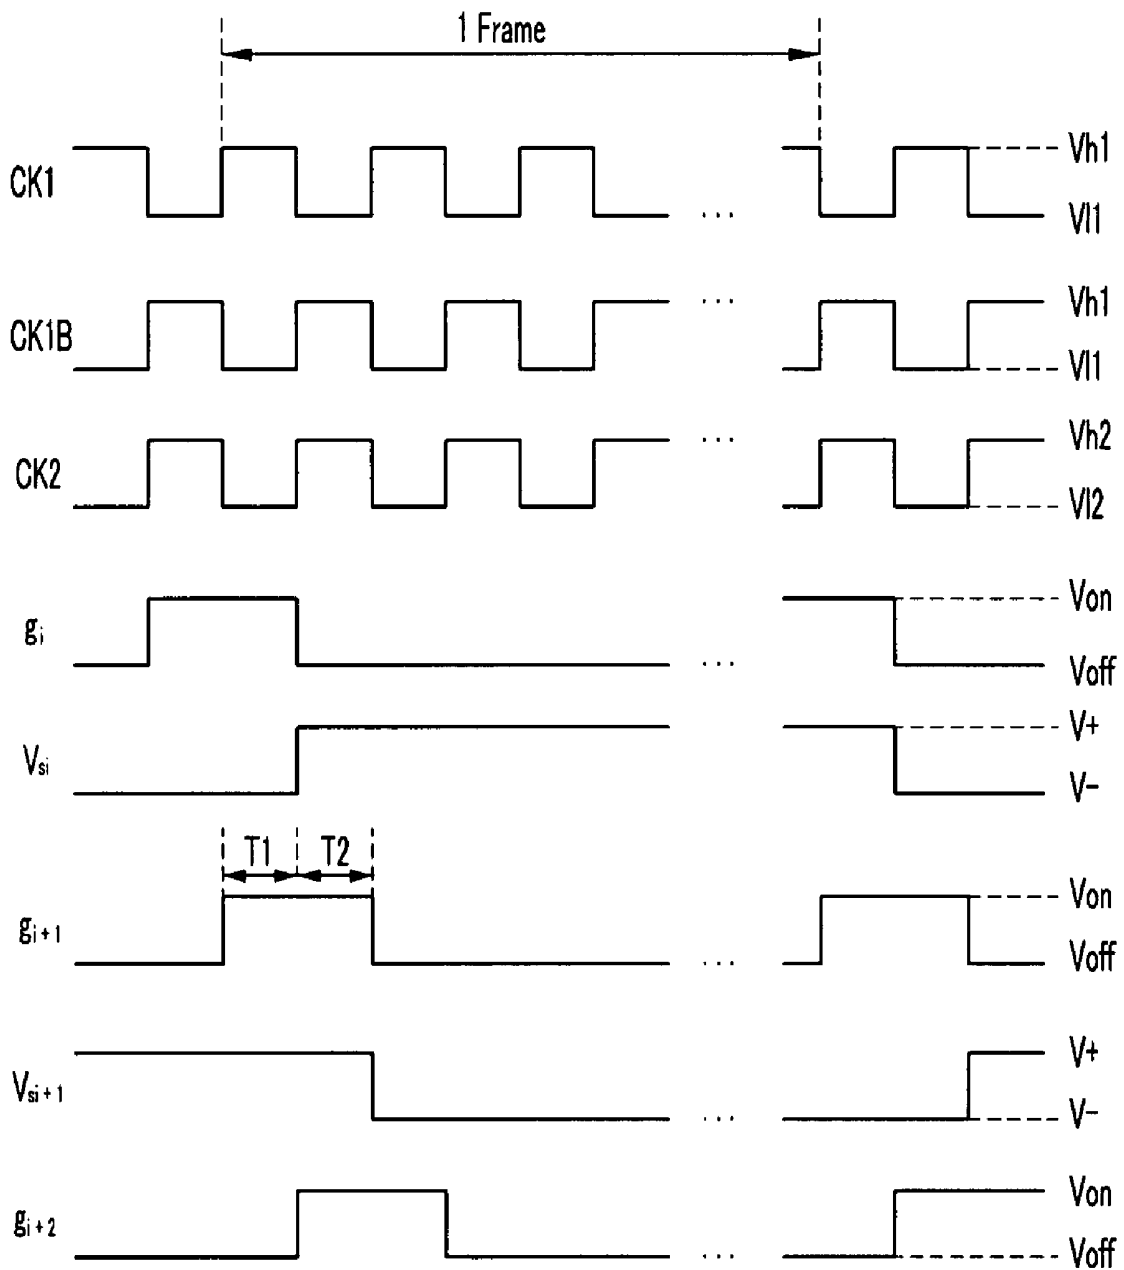 1 Frame
CK1
Vh1
Vl1
CK1B
...
Vh1
Vl1
CK2
...
Vh2
Vl2
gi
...
Von
Voff
Vsi
V+
V-
T1 T2
gi+1
...
Von
Voff
Vsi+1
...
V+
V-
gi+2
...
Von
Voff